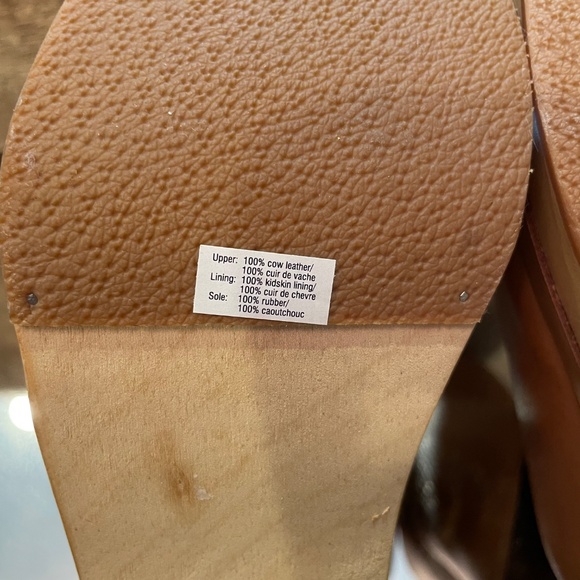 Upper: 100% cow leather/
100% cuir de vache
Lining: 100% kidskin lining/
100% cuir de chevre
Sole: 100% rubber/
100% caoutchouc